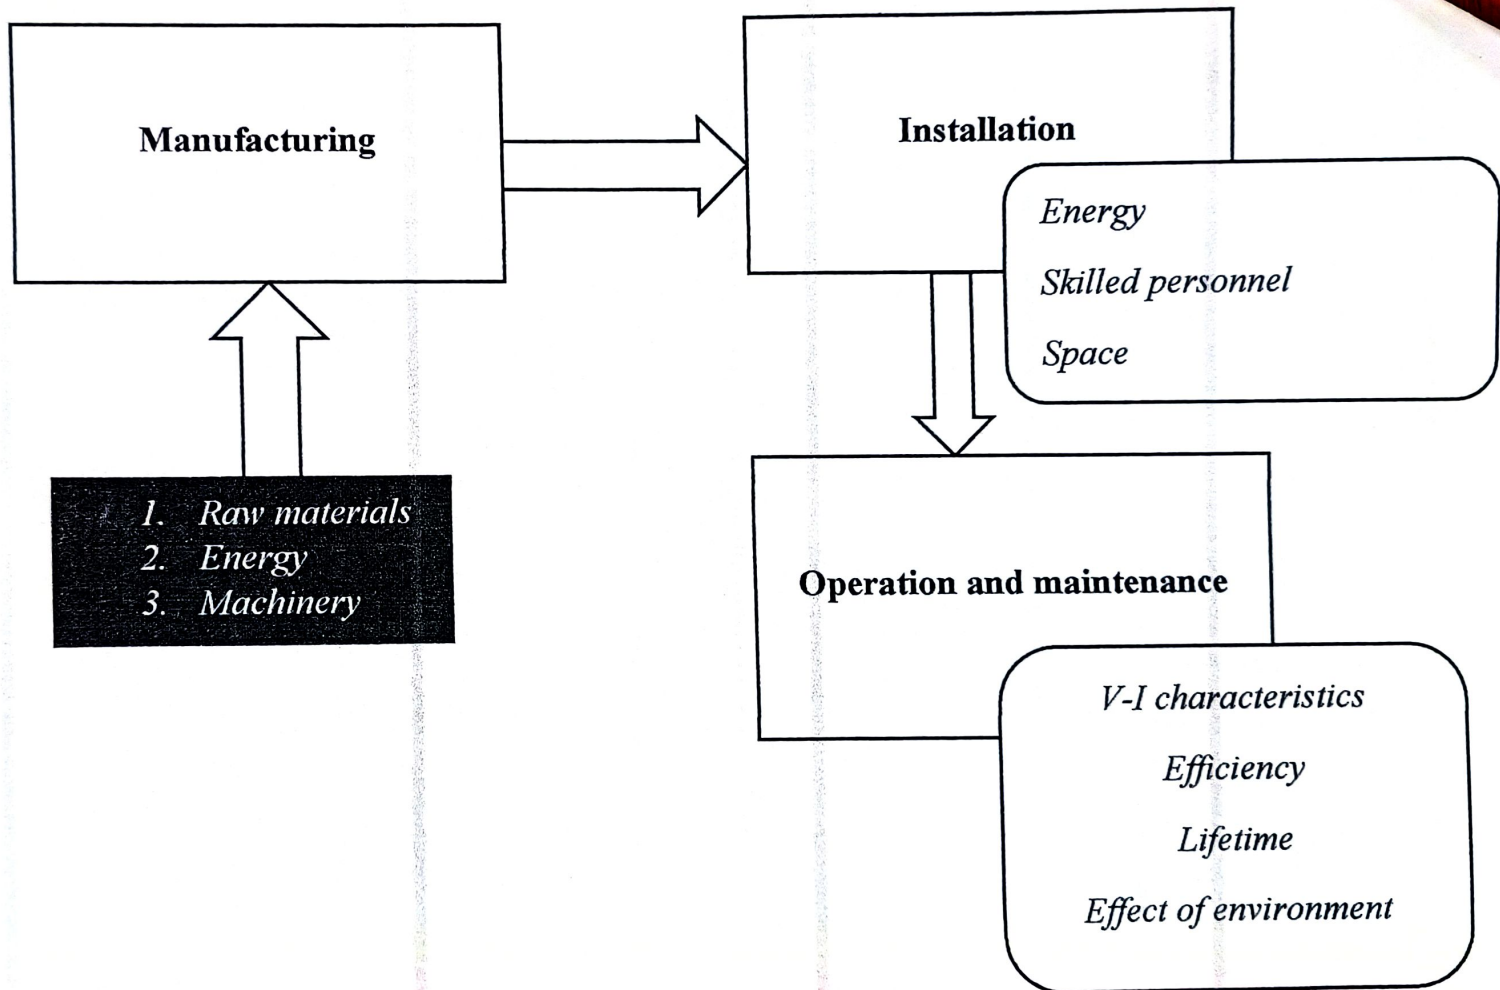 Manufacturing
Installation
Energy
Skilled personnel
Space
1. Raw materials
2. Energy
3. Machinery
Operation and maintenance
V-I characteristics
Efficiency
Lifetime
Effect of environment